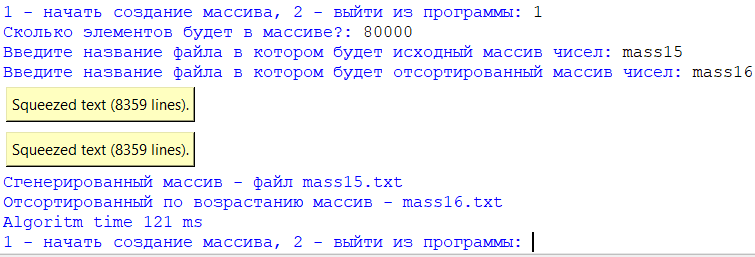 1 - начать создание массива, 2 - выйти из программы: 1
Сколько элементов будет в массиве?: 80000
Введите название файла в котором будет исходный массив чисел: mass15
Введите название файла в котором будет отсортированный массив чисел: mass16
Squeezed text (8359 lines).
Squeezed text (8359 lines).
Сгенерированный массив - файл mass15.txt
Отсортированный по возрастанию массив - mass16.txt
Algoritm time 121 ms
1 - начать создание массива, 2 - выйти из программы: